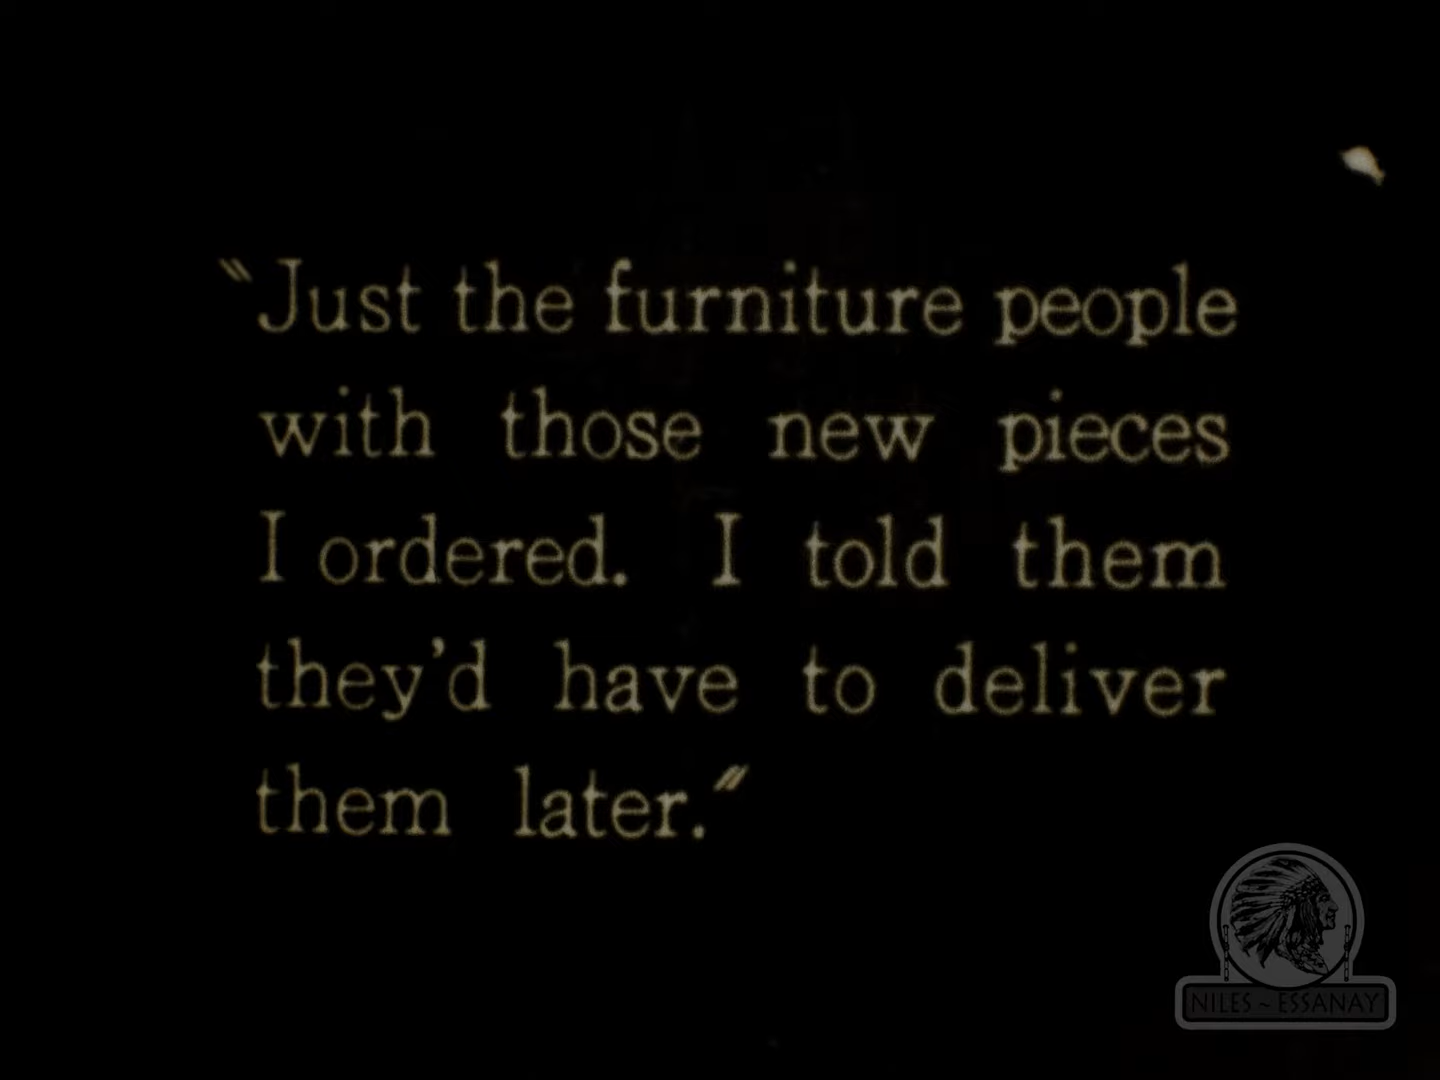 "Just the furniture people
with those new pieces
I ordered. I told them
they'd have to deliver
them later."
NILES ~ ESSANAY